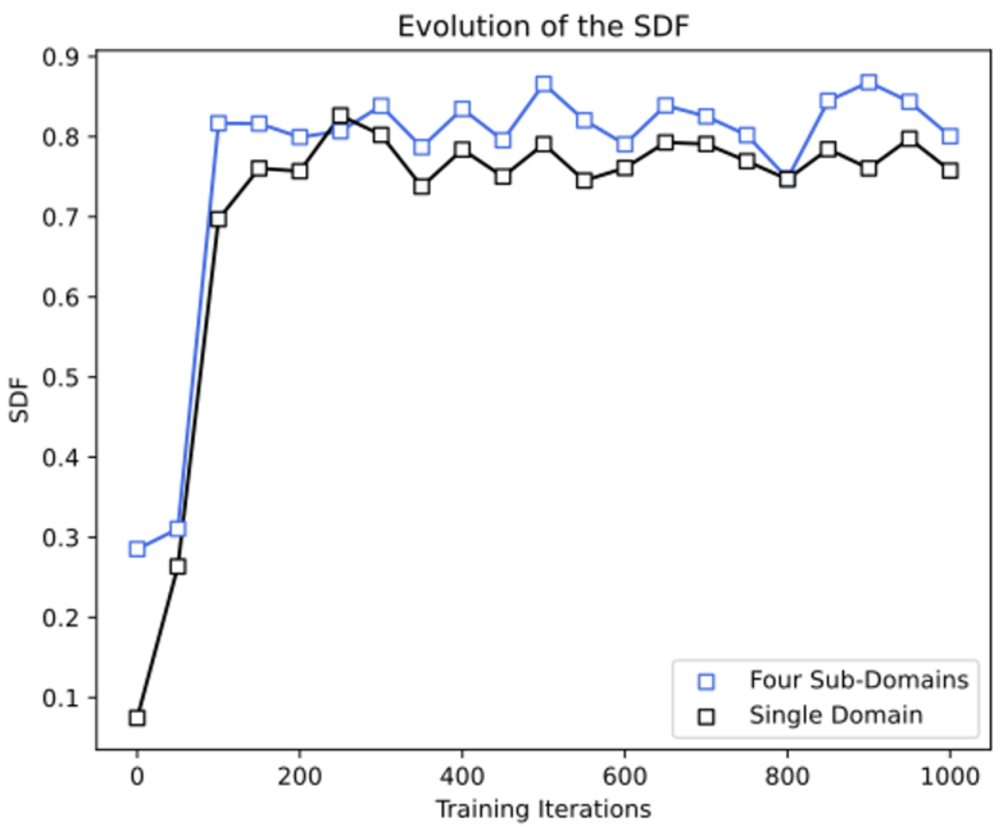 Evolution of the SDF
0.9
0.8
0.7
0.6
0.5
0.4
0.3
0.2
0.1
SDF
Four Sub-Domains
Single Domain
0 200 400 600 800 1000
Training Iterations